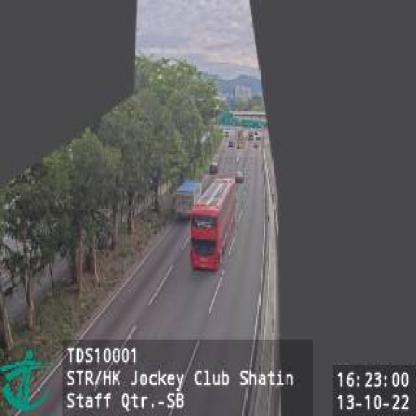 TDS10001
STR/HK Jockey Club Shatin
Staff Qtr.-SB
16:23:00
13-10-22